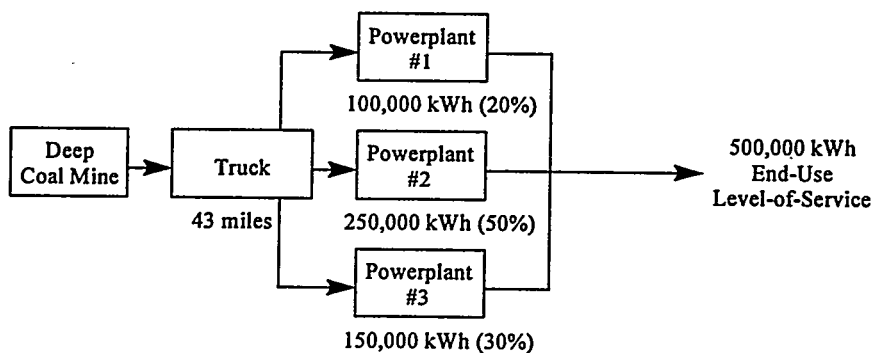 Powerplant
#1
100,000 kWh (20%)
Deep
Coal Mine
Truck
43 miles
Powerplant
#2
250,000 kWh (50%)
Powerplant
#3
150,000 kWh (30%)
500,000 kWh
End-Use
Level-of-Service